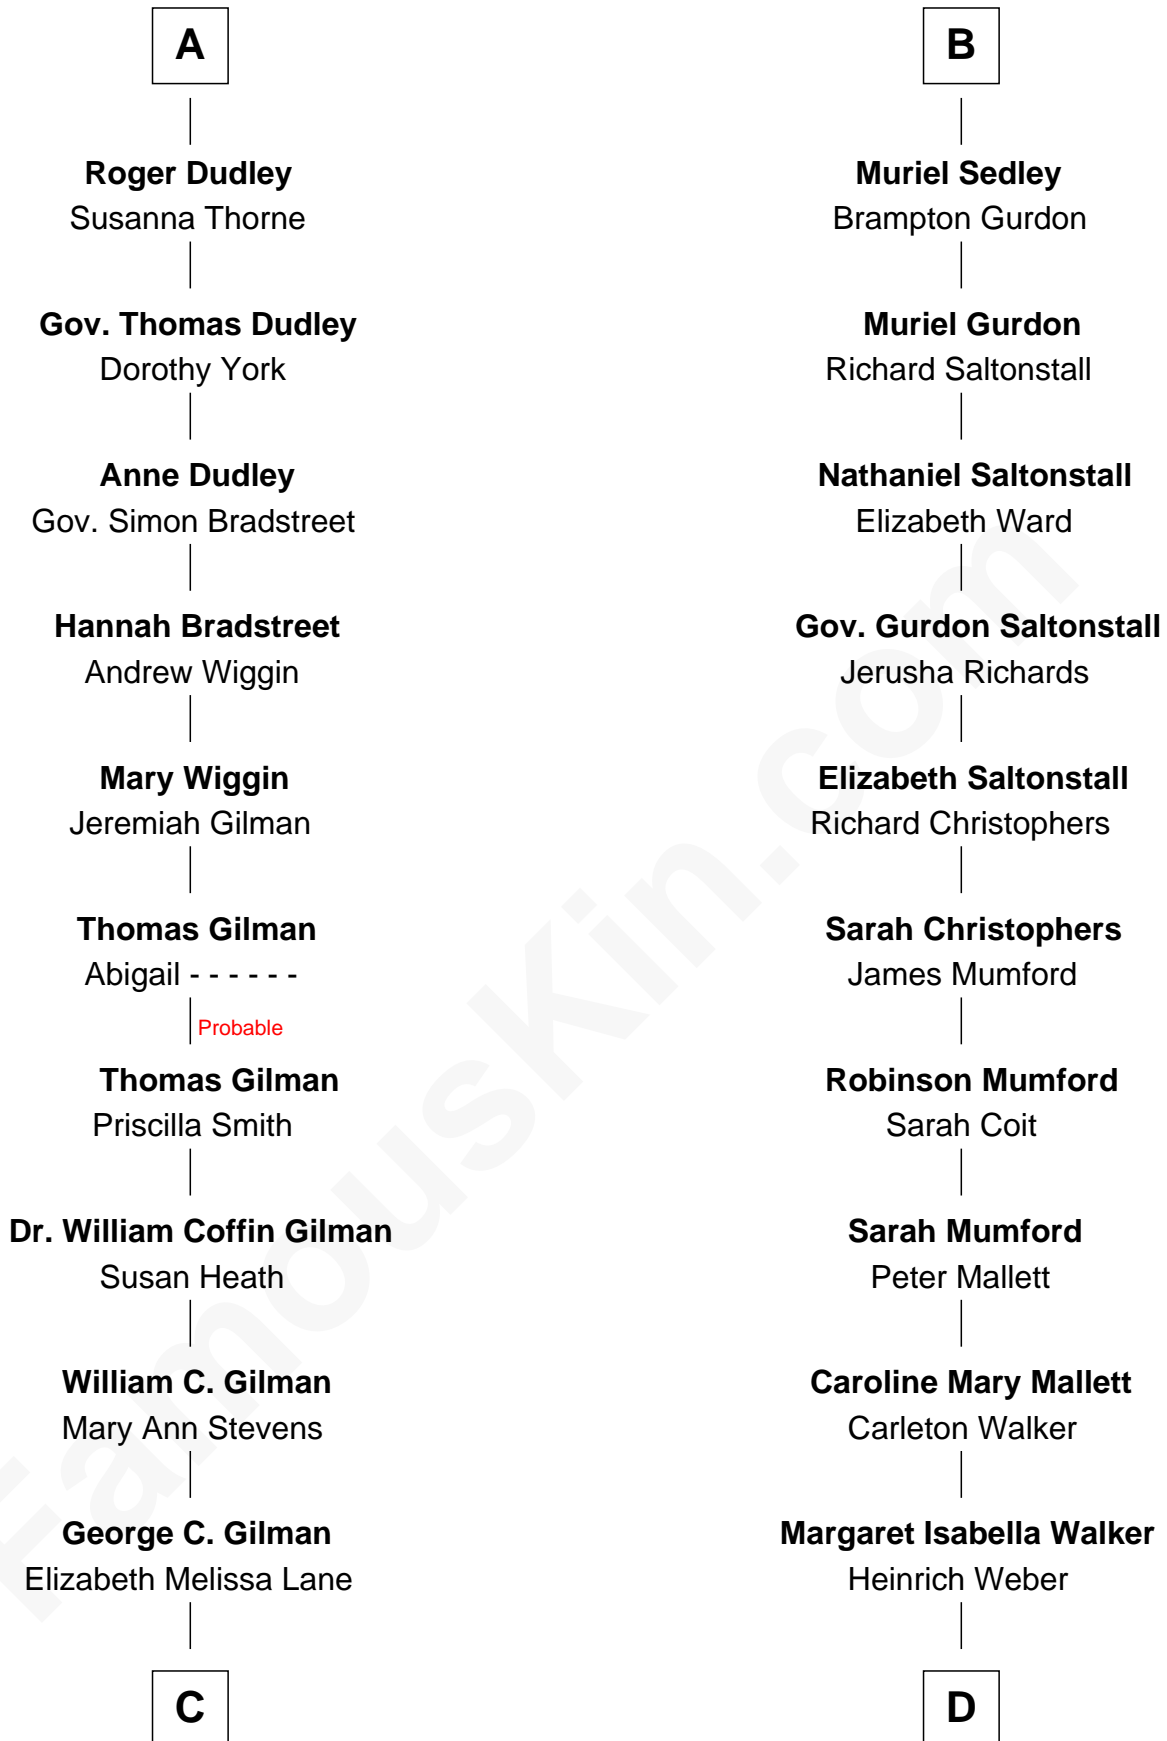 A
Roger Dudley
Susanna Thorne
Gov. Thomas Dudley
Dorothy York
Anne Dudley
Gov. Simon Bradstreet
Hannah Bradstreet
Andrew Wiggin
Mary Wiggin
Jeremiah Gilman
Thomas Gilman
Abigail - - - - - -
Probable
Thomas Gilman
Priscilla Smith
Dr. William Coffin Gilman
Susan Heath
William C. Gilman
Mary Ann Stevens
George C. Gilman
Elizabeth Melissa Lane
C
B
Muriel Sedley
Brampton Gurdon
Muriel Gurdon
Richard Saltonstall
Nathaniel Saltonstall
Elizabeth Ward
Gov. Gurdon Saltonstall
Jerusha Richards
Elizabeth Saltonstall
Richard Christophers
Sarah Christophers
James Mumford
Robinson Mumford
Sarah Coit
Sarah Mumford
Peter Mallett
Caroline Mary Mallett
Carleton Walker
Margaret Isabella Walker
Heinrich Weber
D
FamousKin.com